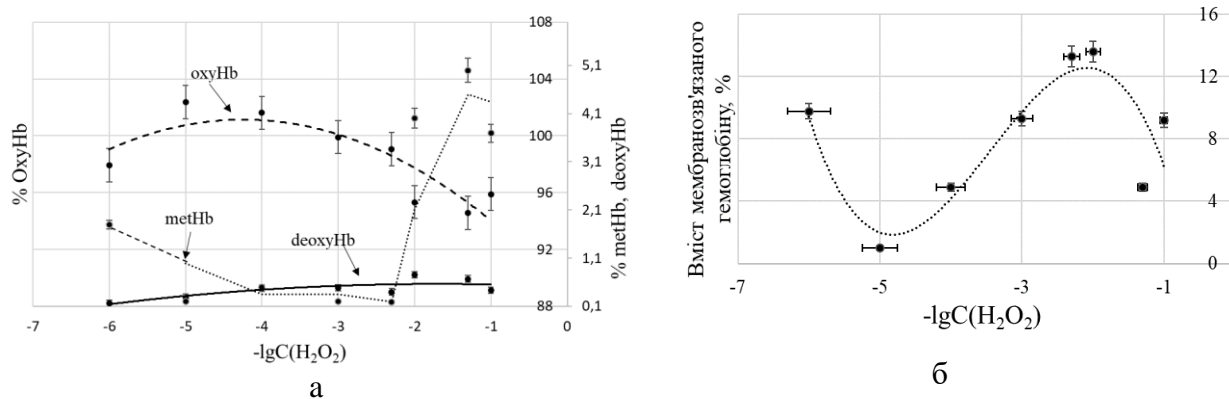 108
104
100
96
92
88
% OxyHb
oxyHb
metHb
deoxyHb
5,1
4,1
3,1
2,1
1,1
0,1
% metHb, deoxyHb
-7 -6 -5 -4 -3 -2 -1 0
-lgC(H₂O₂)
а
Вміст мембранозв'язаного
гемоглобіну, %
16
12
8
4
0
-7 -5 -3 -1
-lgC(H₂O₂)
б